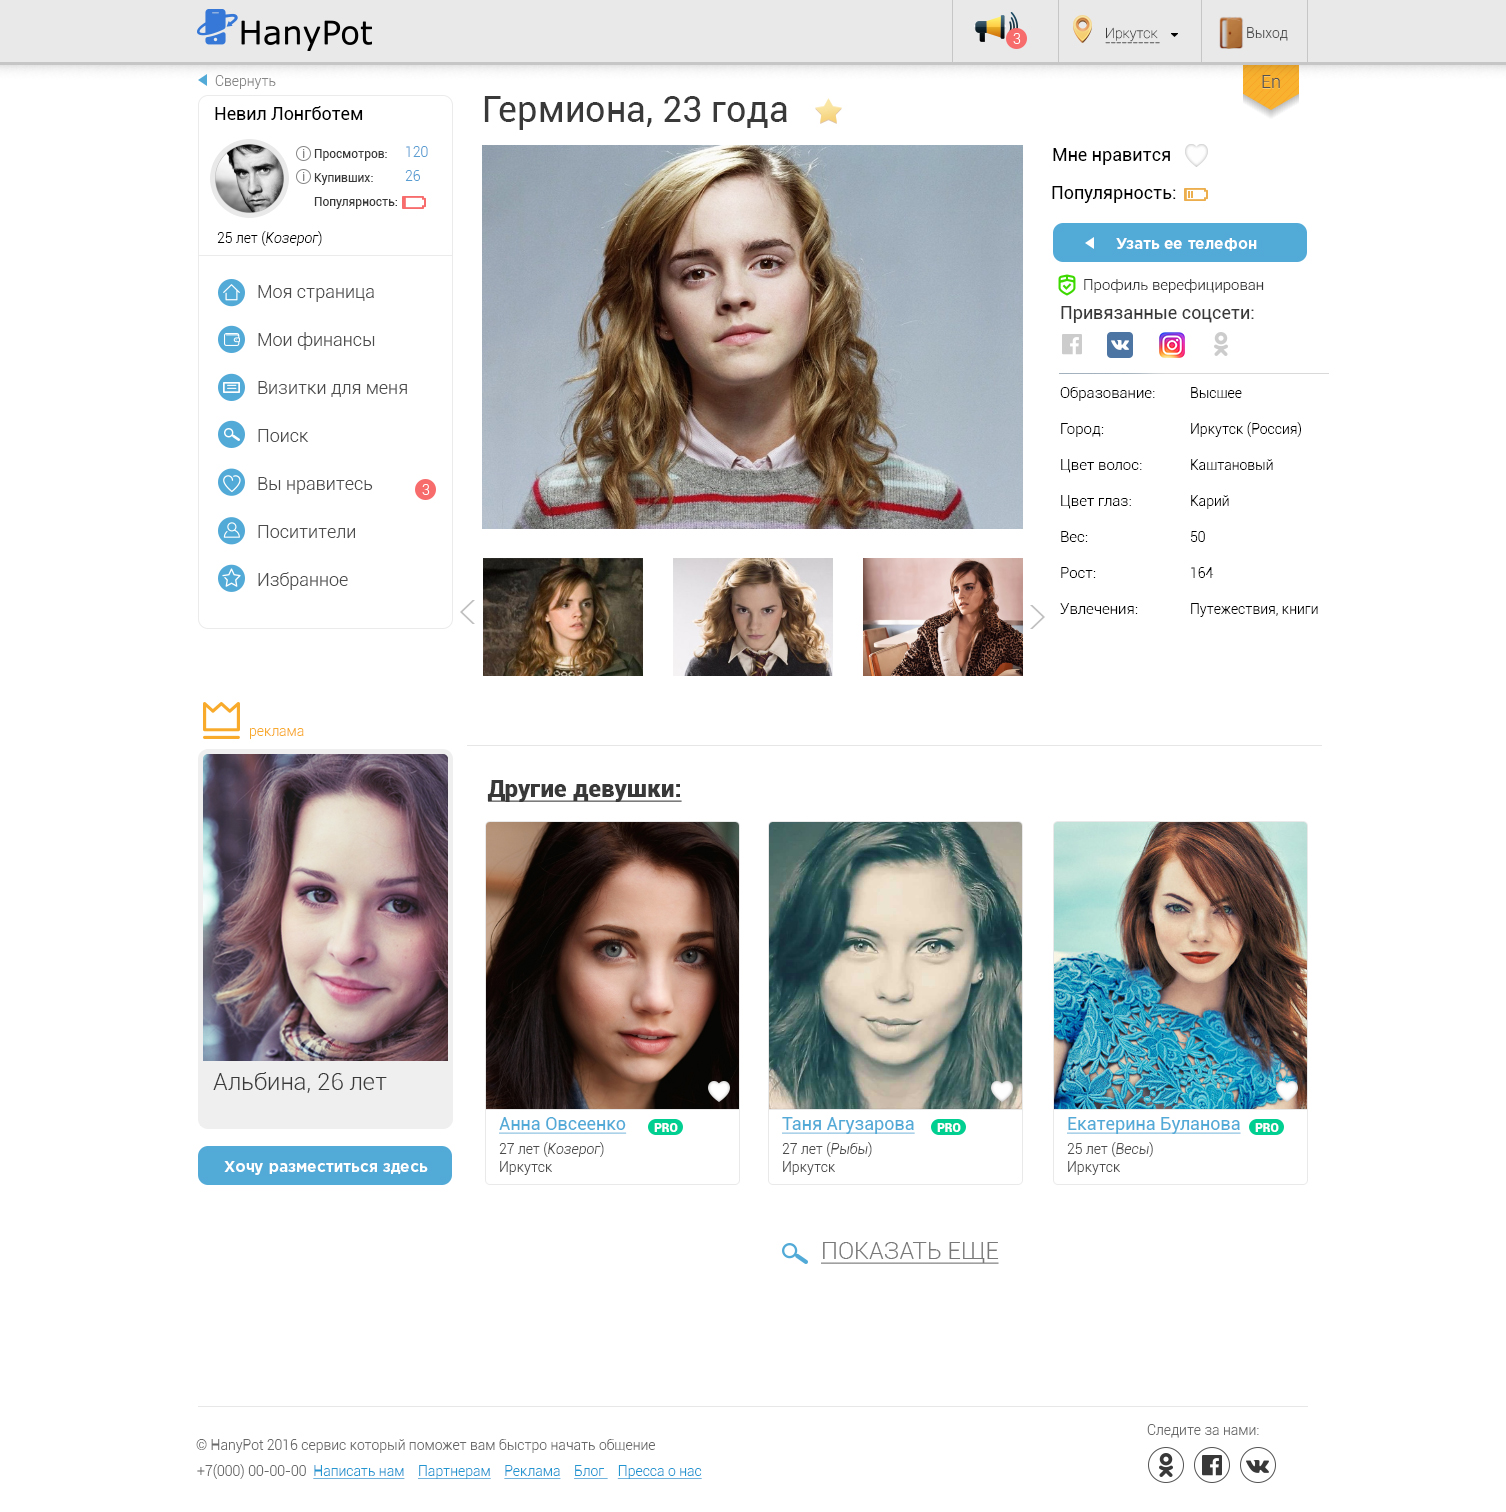 HanyPot
3
Иркутск
Выход
Свернуть
En
Невил Лонгботем
Просмотров: 120
Купивших: 26
Популярность:
25 лет (Козерог)
Моя страница
Мои финансы
Визитки для меня
Поиск
Вы нравитесь
3
Поситители
Избранное
Гермиона, 23 года
Мне нравится
Популярность:
Узать ее телефон
Профиль верефицирован
Привязанные соцсети:
Образование: Высшее
Город: Иркутск (Россия)
Цвет волос: Каштановый
Цвет глаз: Карий
Вес: 50
Рост: 164
Увлечения: Путежествия, книги
реклама
Альбина, 26 лет
Хочу разместиться здесь
Другие девушки:
Анна Овсеенко PRO
27 лет (Козерог)
Иркутск
Таня Агузарова PRO
27 лет (Рыбы)
Иркутск
Екатерина Буланова PRO
25 лет (Весы)
Иркутск
ПОКАЗАТЬ ЕЩЕ
© HanyPot 2016 сервис который поможет вам быстро начать общение
+7(000) 00-00-00 Написать нам Партнерам Реклама Блог Пресса о нас
Следите за нами: